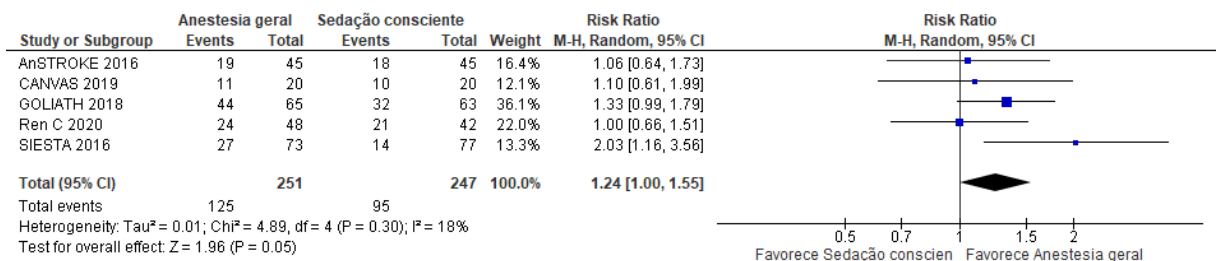 Anestesia geral Sedação consciente Risk Ratio Risk Ratio
Study or Subgroup Events Total Events Total Weight M-H, Random, 95% CI M-H, Random, 95% CI
AnSTROKE 2016 19 45 18 45 16.4% 1.06 [0.64, 1.73]
CANVAS 2019 11 20 10 20 12.1% 1.10 [0.61, 1.99]
GOLIATH 2018 44 65 32 63 36.1% 1.33 [0.99, 1.79]
Ren C 2020 24 48 21 42 22.0% 1.00 [0.66, 1.51]
SIESTA 2016 27 73 14 77 13.3% 2.03 [1.16, 3.56]
Total (95% CI) 251 247 100.0% 1.24 [1.00, 1.55]
Total events 125 95
Heterogeneity: Tau² = 0.01; Chi² = 4.89, df = 4 (P = 0.30); I² = 18%
Test for overall effect: Z = 1.96 (P = 0.05)
0.5 0.7 1 1.5 2
Favorece Sedação conscien Favorece Anestesia geral